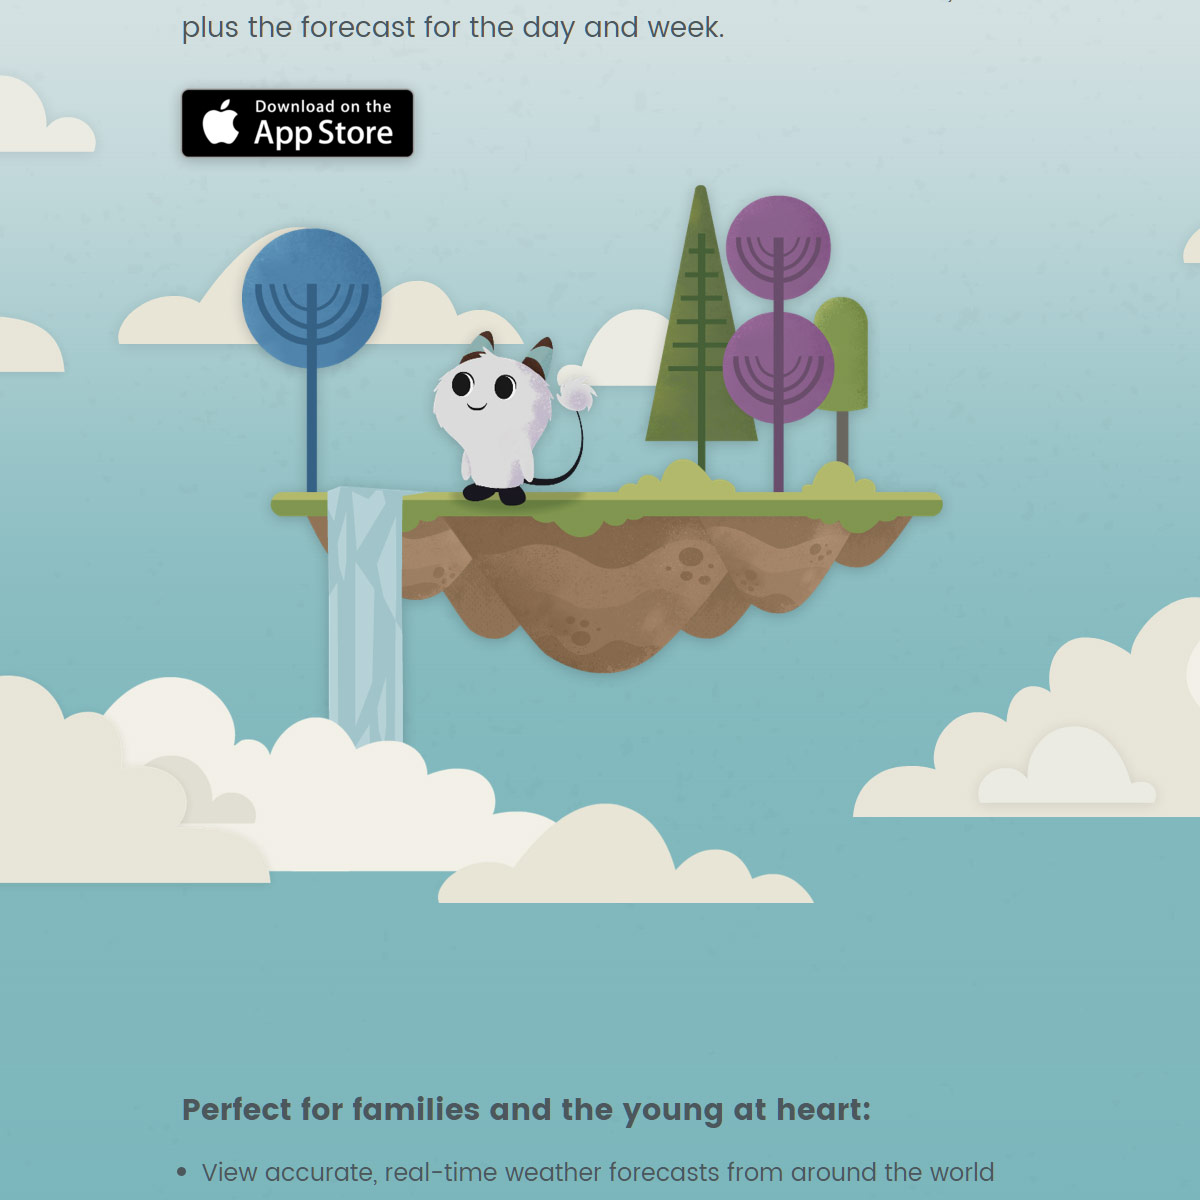 plus the forecast for the day and week.
Download on the
App Store
Perfect for families and the young at heart:
• View accurate, real-time weather forecasts from around the world